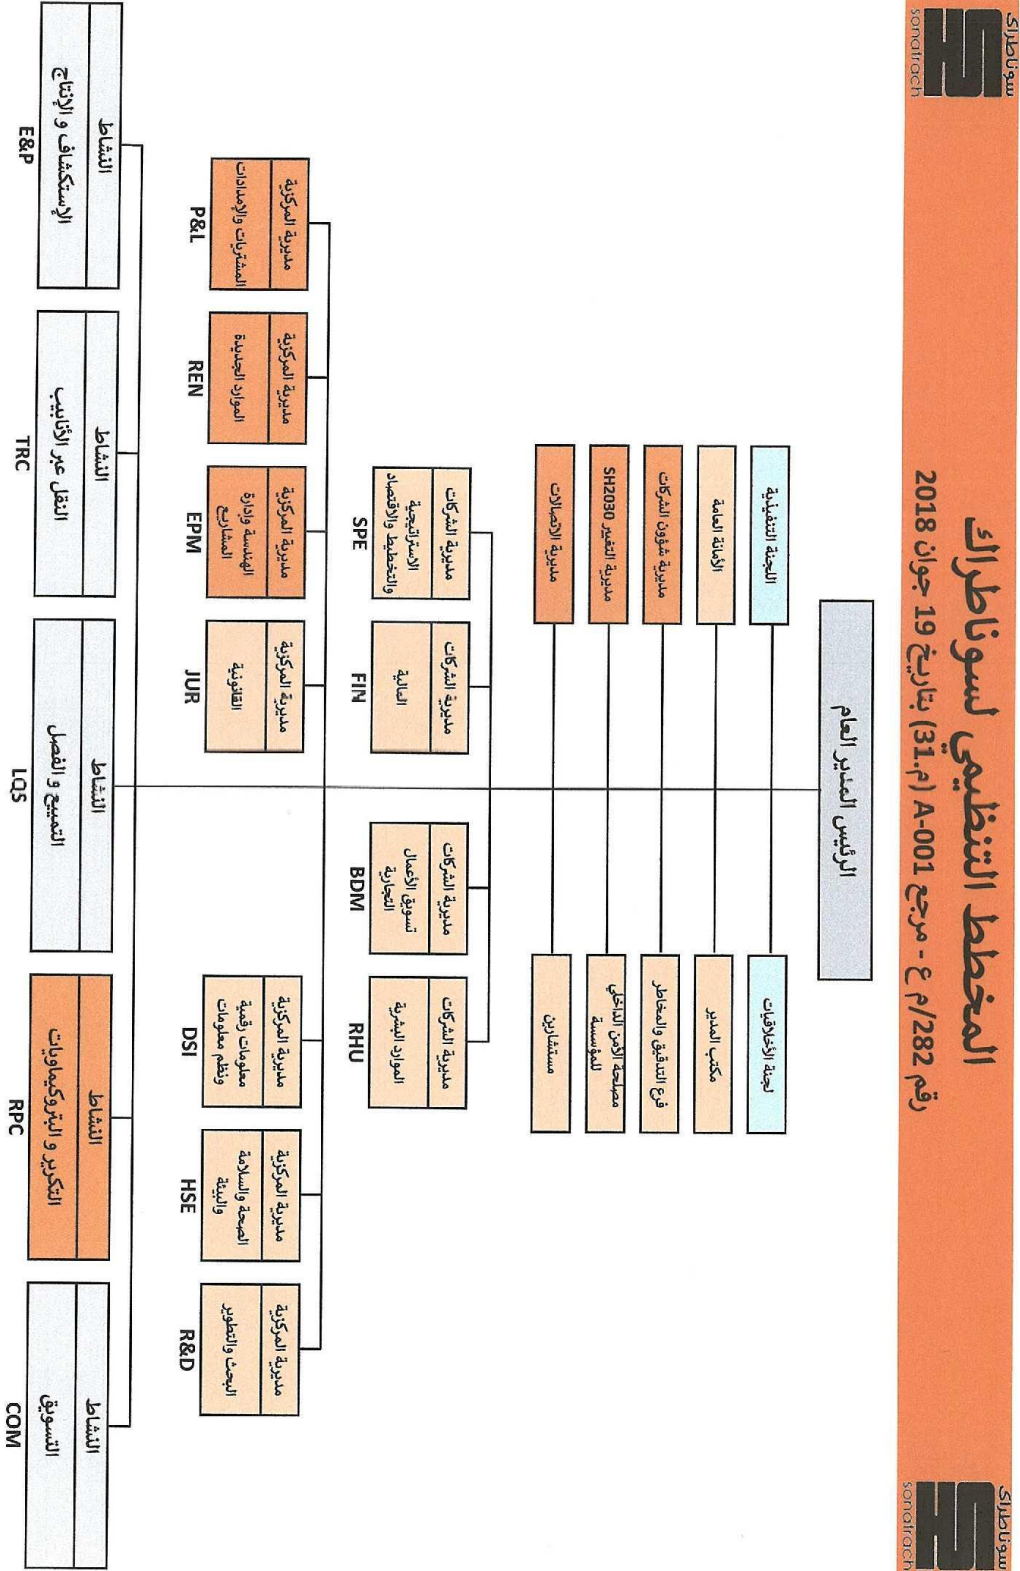 سوناطراك
sonatrach
المخطط التنظيمي لسوناطراك
رقم 282/م ع - مرجع A-001 (م.31) بتاريخ 19 جوان 2018
سوناطراك
sonatrach
الرئيس المدير العام
اللجنة التنفيذية
لجنة الأخلاقيات
الأمانة العامة
مكتب المدير
مديرية شؤون الشركات
فرع التدقيق والمخاطر
مديرية التغيير SH2030
مصلحة الأمن الداخلي
للمؤسسة
مديرية الاتصالات
مستشارين
مديرية الشركات
الاستراتيجية
والتخطيط والاقتصاد
SPE
مديرية الشركات
المالية
FIN
مديرية الشركات
تسويق الأعمال
التجارية
BDM
مديرية الشركات
الموارد البشرية
RHU
مديرية المركزية
المشتريات والإمدادات
P&L
مديرية المركزية
الموارد الجديدة
REN
مديرية المركزية
الهندسة وإدارة
المشاريع
EPM
مديرية المركزية
القانونية
JUR
مديرية المركزية
معلومات رقمية
ونظم معلومات
DSI
مديرية المركزية
الصحة والسلامة
والبيئة
HSE
مديرية المركزية
البحث والتطوير
R&D
النشاط
الإستكشاف و الإنتاج
E&P
النشاط
النقل عبر الأنابيب
TRC
النشاط
التمييع و الفصل
LQS
النشاط
التكرير و البتروكيماويات
RPC
النشاط
التسويق
COM